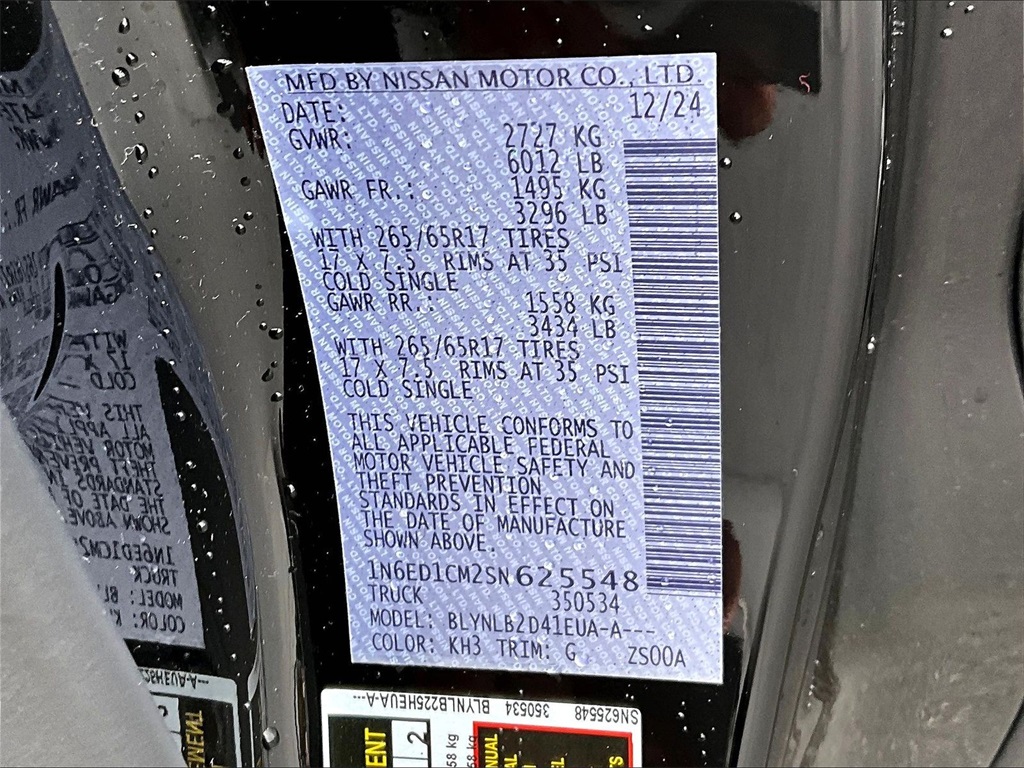 MFD BY NISSAN MOTOR CO., LTD.
DATE: 12/24
GVWR: 2727 KG
6012 LB
GAWR FR.: 1495 KG
3296 LB
WITH 265/65R17 TIRES
17 X 7.5 RIMS AT 35 PSI
COLD SINGLE
GAWR RR.: 1558 KG
3434 LB
WITH 265/65R17 TIRES
17 X 7.5 RIMS AT 35 PSI
COLD SINGLE
THIS VEHICLE CONFORMS TO
ALL APPLICABLE FEDERAL
MOTOR VEHICLE SAFETY AND
THEFT PREVENTION
STANDARDS IN EFFECT ON
THE DATE OF MANUFACTURE
SHOWN ABOVE.
1N6ED1CM2SN625548
TRUCK 350534
MODEL: BLYNLB2D41EUA-A---
COLOR: KH3 TRIM: G ZS00A
SN625548 350534 BLYNLB225HEUA-A---